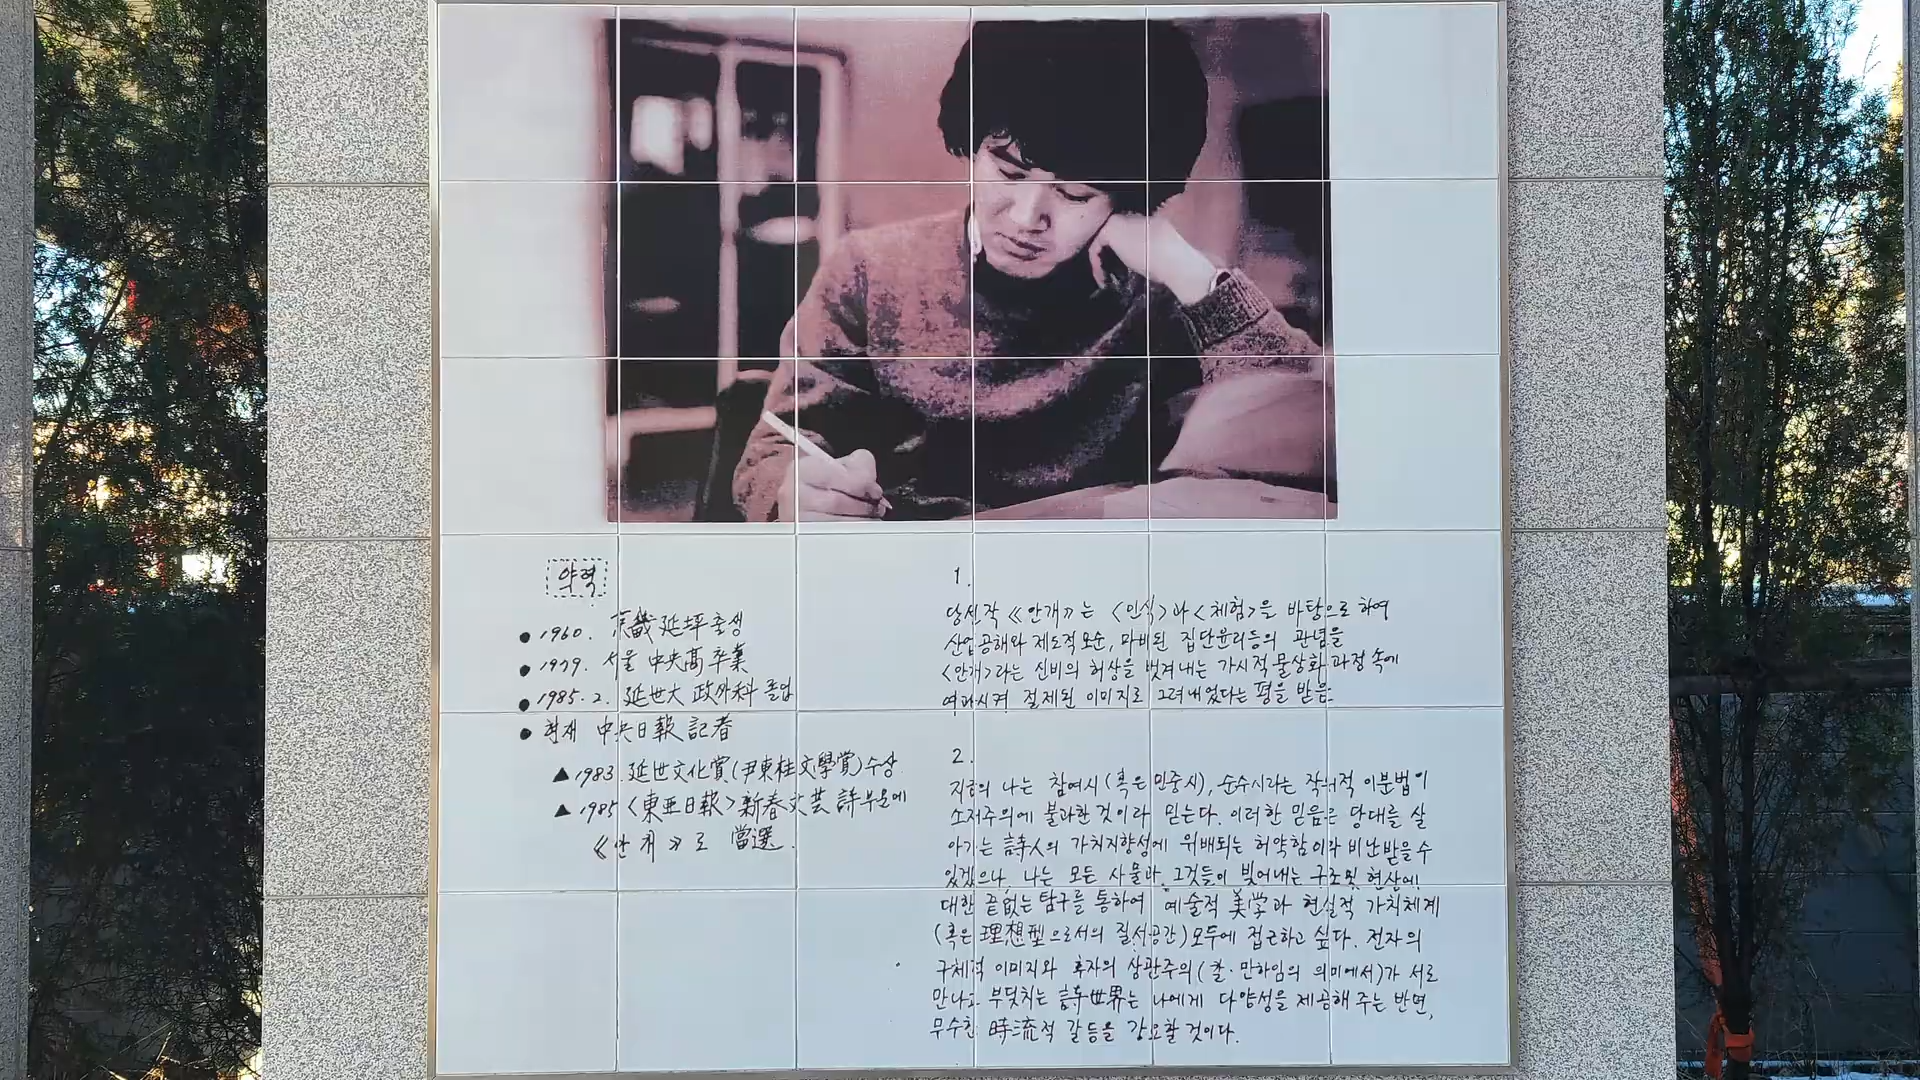 약력
● 1960. 京畿 延坪 출생
● 1979. 서울 中央高 卒業
● 1985. 2. 延世大 政外科 졸업
● 현재 中央日報 記者
▲ 1983. 延世文化賞(尹東柱文學賞)수상
▲ 1985 <東亞日報> 新春文芸 詩부문에
《안개》로 當選.
1.
당선작 《안개》는 <인식>과 <체험>을 바탕으로 하여
산업공해와 제도적모순, 마비된 집단윤리등의 관념을
<안개>라는 신비의 허상을 벗겨내는 가시적 물상화 과정 속에
여과시켜 절제된 이미지로 그려내었다는 평을 받음.
2.
지금의 나는 참여시(혹은 민중시), 순수시라는 작위적 이분법이
소재주의에 불과한 것이라 믿는다. 이러한 믿음은 당대를 살
아가는 詩人의 가치지향성에 위배되는 허약함이라 비난받을 수
있겠으나, 나는 모든 사물과, 그것들이 빚어내는 구조 및 현상에
대한 끝없는 탐구를 통하여 예술적 美学과 현실적 가치체계
(혹은 理想型으로서의 질서공간)모두에 접근하고 싶다. 전자의
구체적 이미지와 후자의 상관주의(칼·만하임의 의미에서)가 서로
만나고 부딪치는 詩世界는 나에게 다양성을 제공해 주는 반면,
무수한 時流적 갈등을 강요할 것이다.